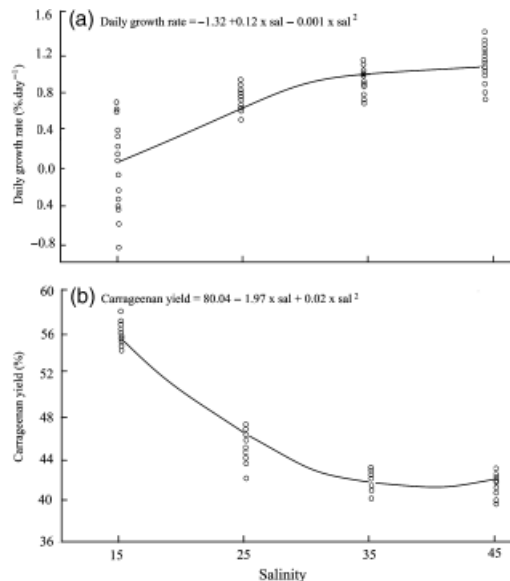 (a) Daily growth rate = −1.32 +0.12 x sal − 0.001 x sal ²
Daily growth rate (%.day⁻¹)
1.6
1.2
0.8
0.4
0.0
0.4
−0.8
(b) Carrageenan yield = 80.04 − 1.97 x sal + 0.02 x sal ²
Carrageenan yield (%)
60
56
52
48
44
40
36
15 25 35 45
Salinity